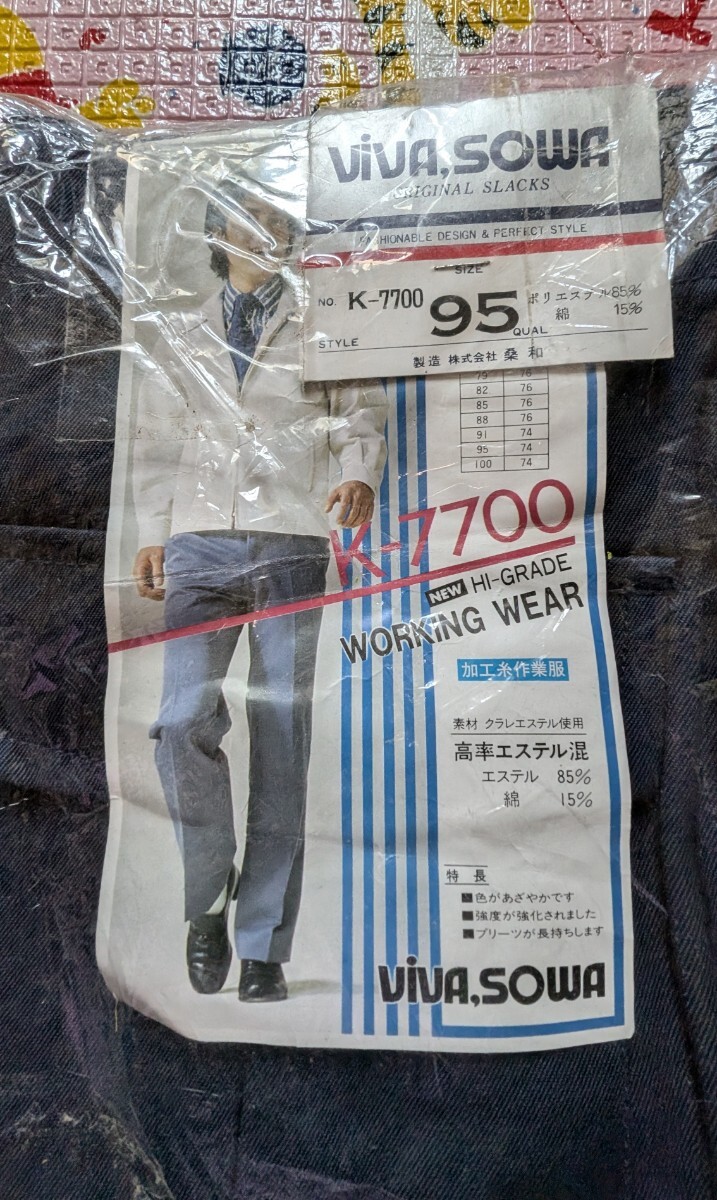 ViVA,SOWA
ORIGINAL SLACKS
FASHIONABLE DESIGN & PERFECT STYLE
SIZE
NO. K-7700 95 ポリエステル85%
綿 15%
STYLE QUAL
製造 株式会社 桑和
79 76
82 76
85 76
88 76
91 74
95 74
100 74
K-7700
NEW HI-GRADE
WORKING WEAR
加工糸作業服
素材 クラレエステル使用
高率エステル混
エステル 85%
綿 15%
特長
■色があざやかです
■強度が強化されました
■プリーツが長持ちします
ViVA,SOWA